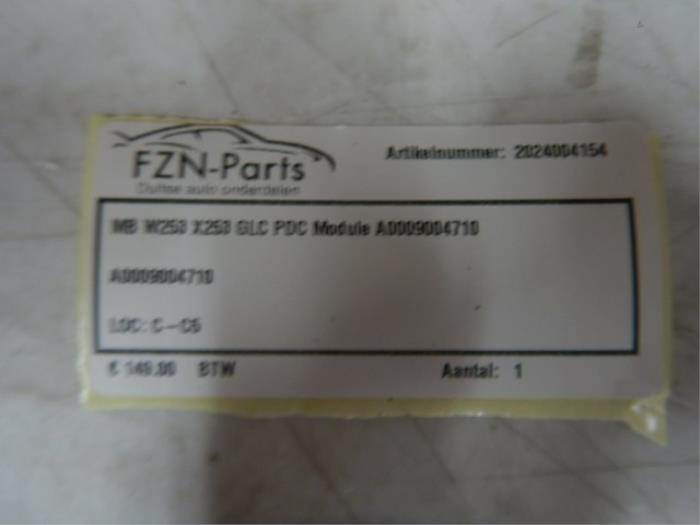 FZN-Parts
Duitse auto onderdelen
Artikelnummer: 2024004154
MB W253 X253 GLC PDC Module A0009004710
A0009004710
LOC: C-C5
€ 149.00 BTW
Aantal: 1